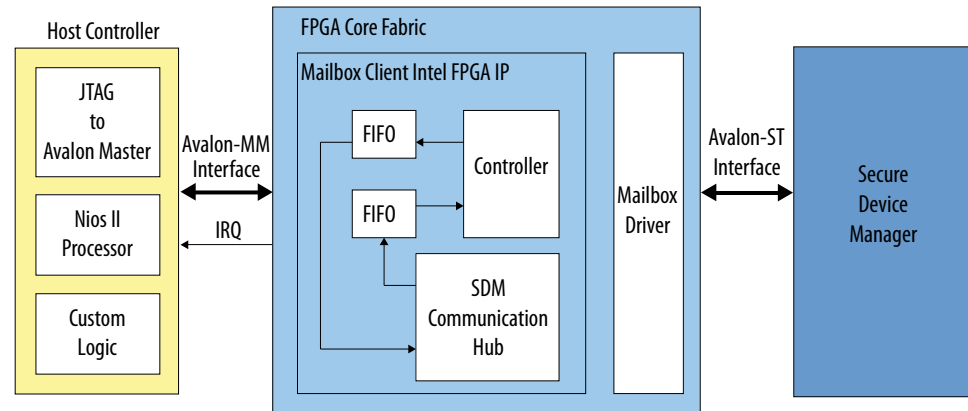 Host Controller
JTAG
to
Avalon Master
Nios II
Processor
Custom
Logic
Avalon-MM
Interface
IRQ
FPGA Core Fabric
Mailbox Client Intel FPGA IP
FIFO
FIFO
Controller
SDM
Communication
Hub
Mailbox
Driver
Avalon-ST
Interface
Secure
Device
Manager